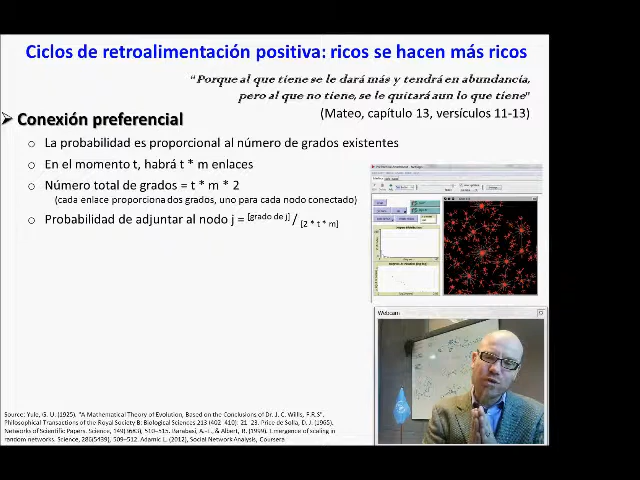 Ciclos de retroalimentación positiva: ricos se hacen más ricos
"Porque al que tiene se le dará más y tendrá en abundancia,
pero al que no tiene, se le quitará aun lo que tiene"
(Mateo, capítulo 13, versículos 11-13)
➢ Conexión preferencial
o La probabilidad es proporcional al número de grados existentes
o En el momento t, habrá t * m enlaces
o Número total de grados = t * m * 2
(cada enlace proporciona dos grados, uno para cada nodo conectado)
o Probabilidad de adjuntar al nodo j = [grado de j] / [2 * t * m]
Webcam
Source: Yule, G. U. (1925). "A Mathematical Theory of Evolution, Based on the Conclusions of Dr. J. C. Willis, F.R.S".
Philosophical Transactions of the Royal Society B: Biological Sciences 213 (402–410): 21–23. Price de Solla, D. J. (1965).
Networks of Scientific Papers. Science, 149(3683), 510–515. Barabási, A.-L., & Albert, R. (1999). Emergence of scaling in
random networks. Science, 286(5439), 509–512. Adamic L. (2012), Social Network Analysis, Coursera